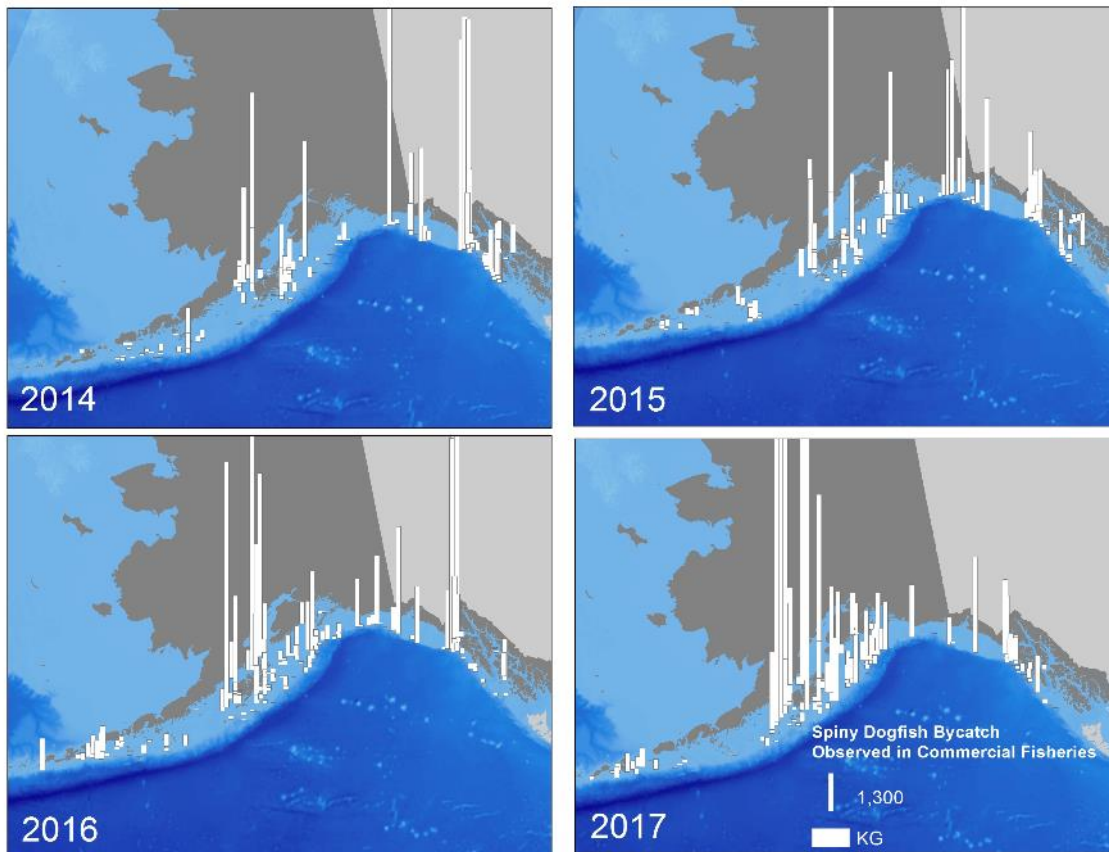 2014
2015
2016
2017
Spiny Dogfish Bycatch
Observed in Commercial Fisheries
1,300
KG